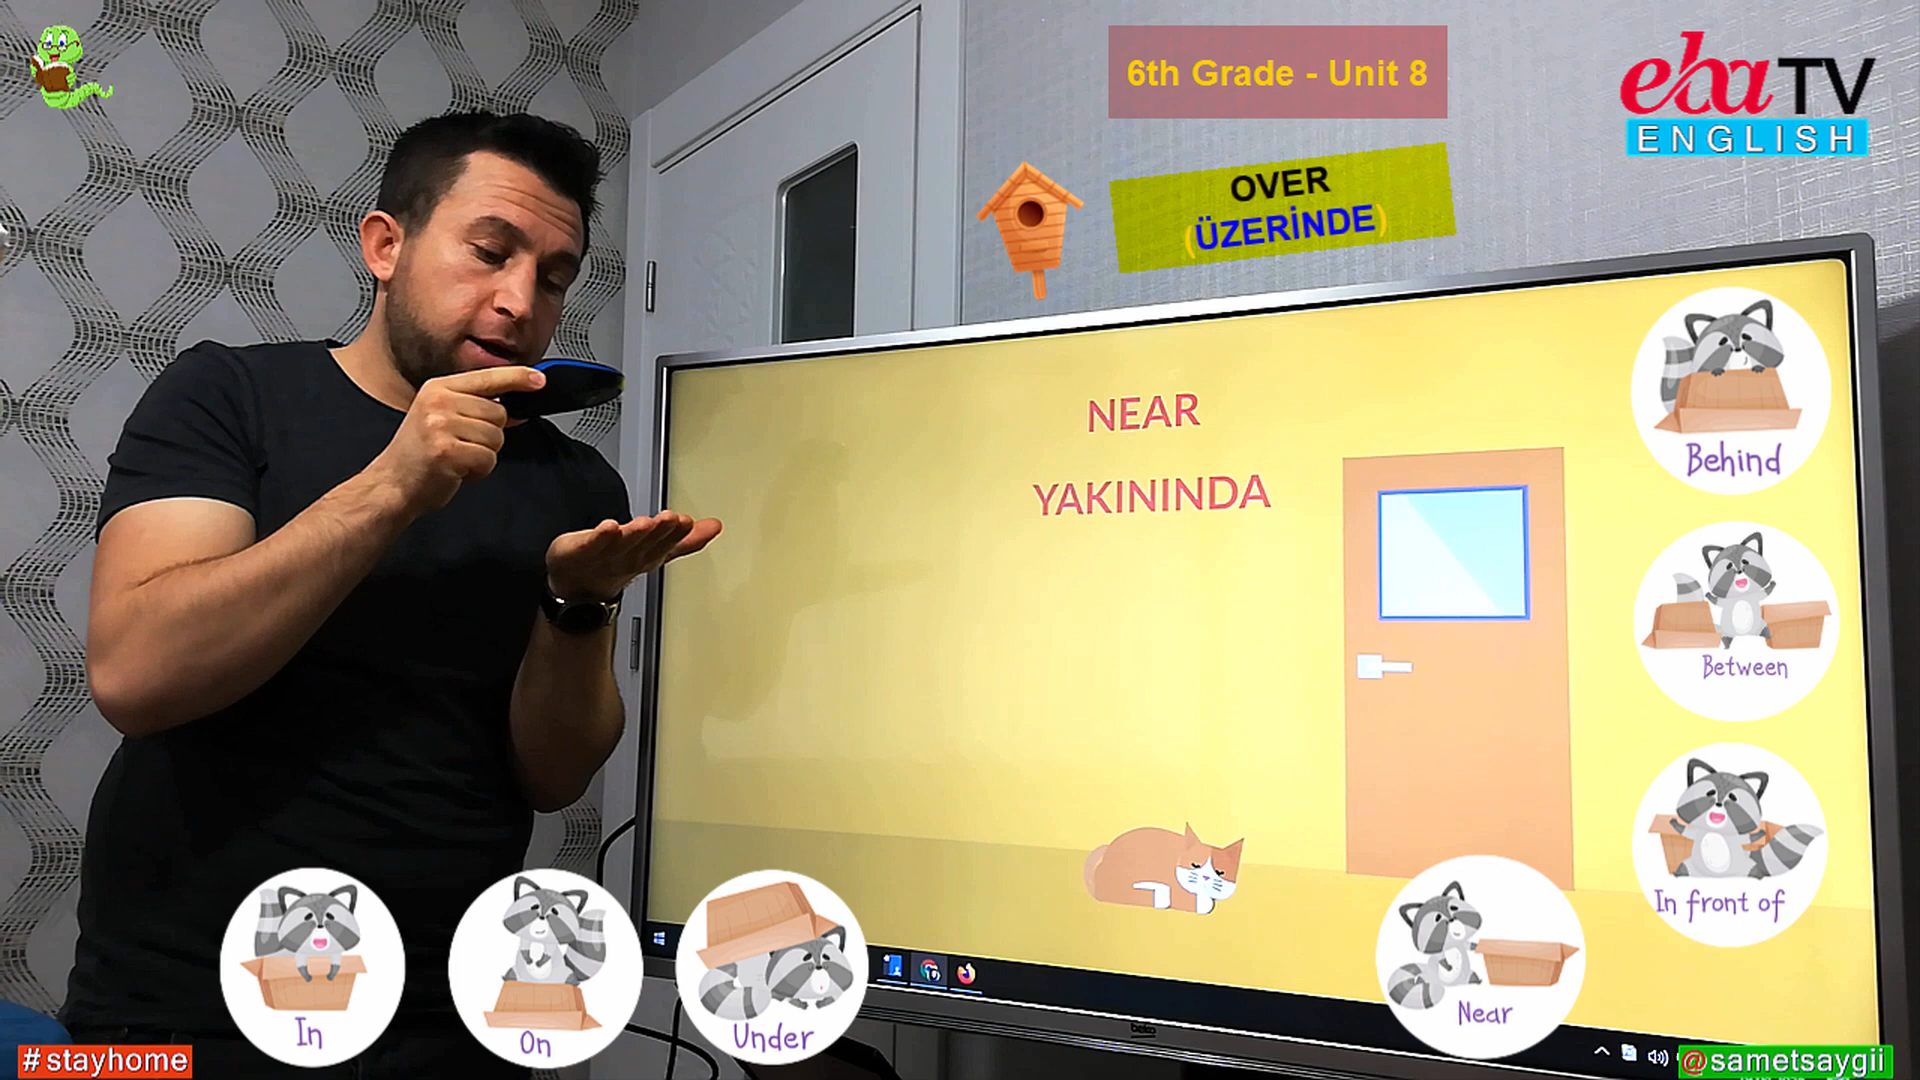 6th Grade - Unit 8
eba TV
ENGLISH
OVER
(ÜZERİNDE)
NEAR
YAKININDA
Behind
Between
In front of
Near
In
On
Under
beko
#stayhome
@sametsaygii